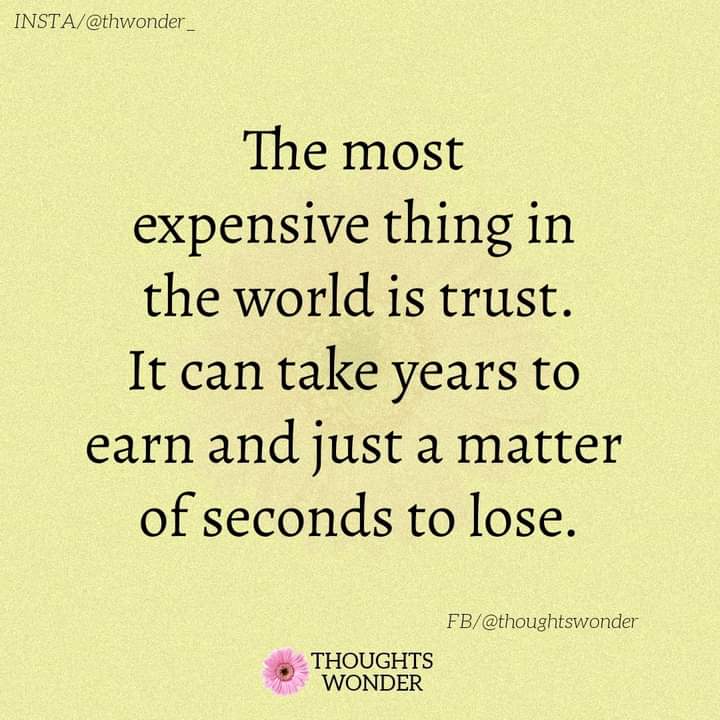 INSTA/@thwonder_
The most
expensive thing in
the world is trust.
It can take years to
earn and just a matter
of seconds to lose.
FB/@thoughtswonder
THOUGHTS
WONDER